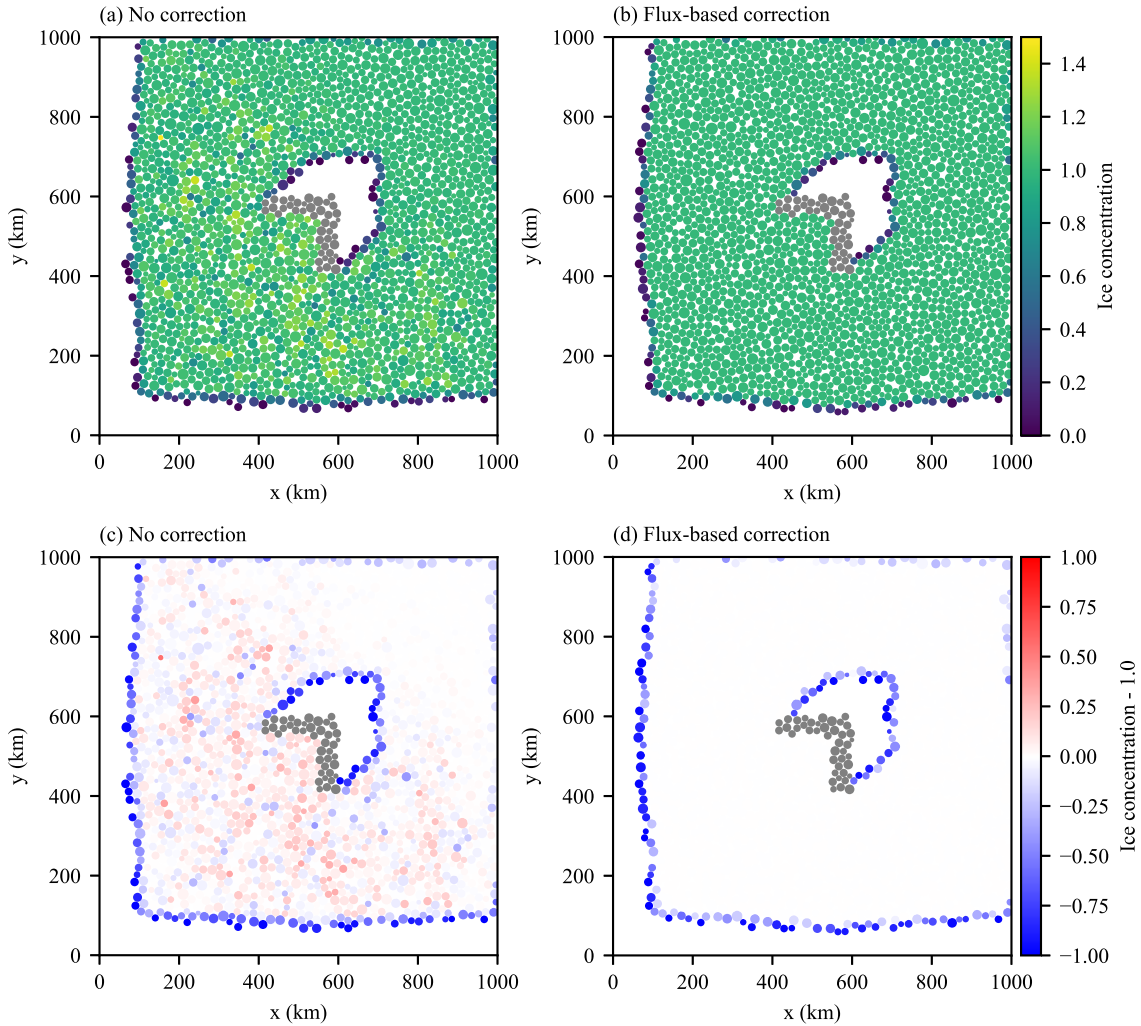 (a) No correction
(b) Flux-based correction
1000
800
600
400
200
0
y (km)
0 200 400 600 800 1000
x (km)
1000
800
600
400
200
0
y (km)
0 200 400 600 800 1000
x (km)
1.4
1.2
1.0
0.8
0.6
0.4
0.2
0.0
Ice concentration
(c) No correction
(d) Flux-based correction
1000
800
600
400
200
0
y (km)
0 200 400 600 800 1000
x (km)
1000
800
600
400
200
0
y (km)
0 200 400 600 800 1000
x (km)
1.00
0.75
0.50
0.25
0.00
−0.25
−0.50
−0.75
−1.00
Ice concentration - 1.0